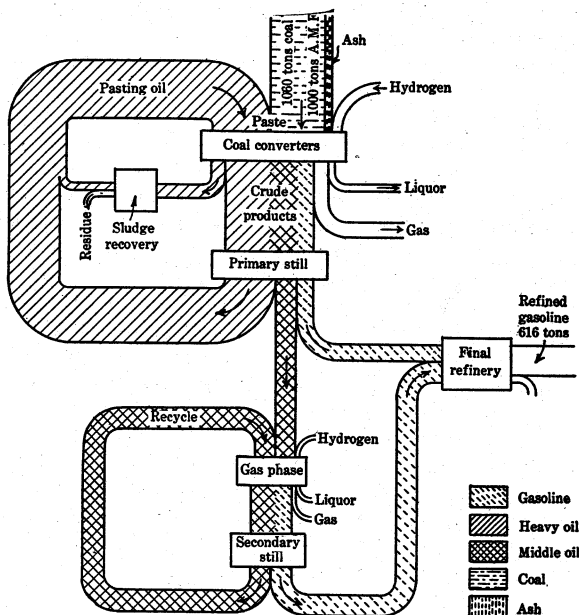 1060 tons coal
1000 tons A.M.F.
Ash
Pasting oil
Hydrogen
Paste
Coal converters
Liquor
Crude
products
Residue
Sludge
recovery
Gas
Primary still
Refined
gasoline
616 tons
Final
refinery
Recycle
Hydrogen
Gas phase
Liquor
Gas
Secondary
still
Gasoline
Heavy oil
Middle oil
Coal
Ash